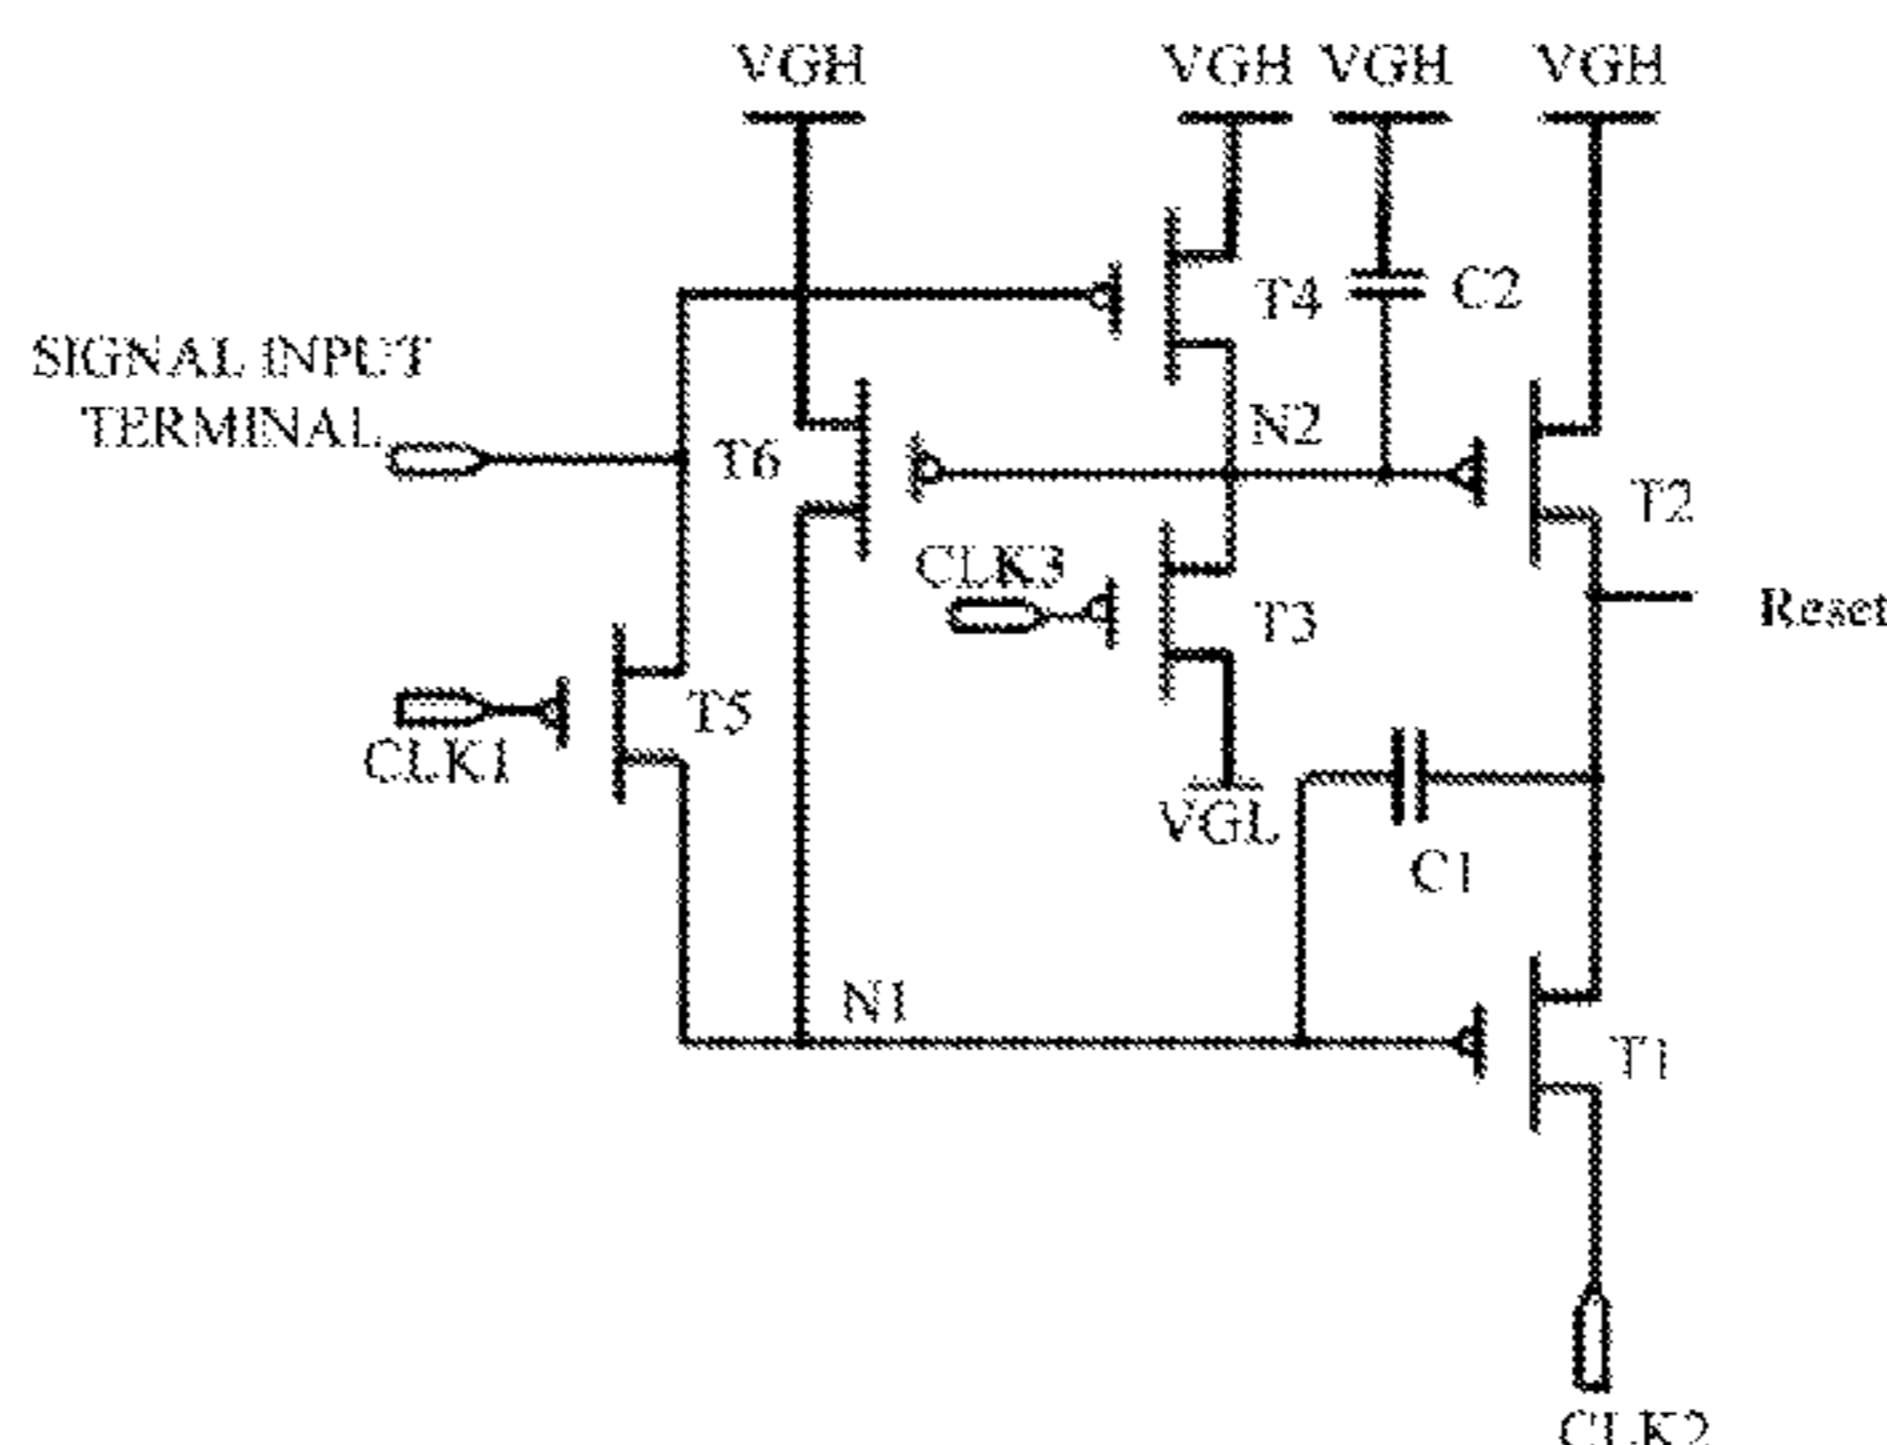 VGH
VGH
VGH
VGH
T4
C2
SIGNAL INPUT
TERMINAL
T6
N2
T2
CLK3
T3
Reset
T5
CLK1
VGL
C1
N1
T1
CLK2